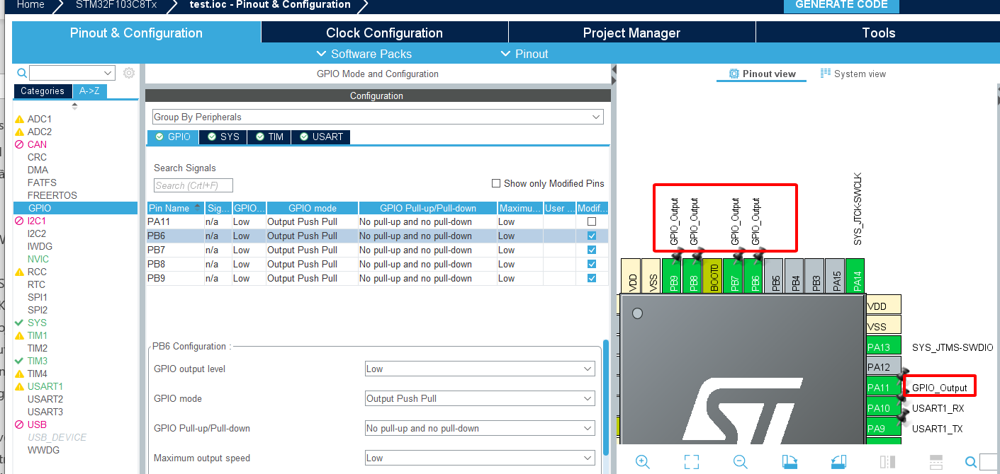 Home STM32F103C8Tx test.ioc - Pinout & Configuration GENERATE CODE
Pinout & Configuration Clock Configuration Project Manager Tools
Software Packs Pinout
GPIO Mode and Configuration
Configuration
Group By Peripherals
GPIO SYS TIM USART
Search Signals
Search (Crtl+F)
Show only Modified Pins
Pin Name Sig... GPIO... GPIO mode GPIO Pull-up/Pull-down Maximu... User ... Modif...
PA11 n/a Low Output Push Pull No pull-up and no pull-down Low
PB6 n/a Low Output Push Pull No pull-up and no pull-down Low
PB7 n/a Low Output Push Pull No pull-up and no pull-down Low
PB8 n/a Low Output Push Pull No pull-up and no pull-down Low
PB9 n/a Low Output Push Pull No pull-up and no pull-down Low
PB6 Configuration :
GPIO output level Low
GPIO mode Output Push Pull
GPIO Pull-up/Pull-down No pull-up and no pull-down
Maximum output speed Low
Categories A->Z
ADC1
ADC2
CAN
CRC
DMA
FATFS
FREERTOS
GPIO
I2C1
I2C2
IWDG
NVIC
RCC
RTC
SPI1
SPI2
SYS
TIM1
TIM2
TIM3
TIM4
USART1
USART2
USART3
USB
USB_DEVICE
WWDG
Pinout view System view
GPIO_Output
GPIO_Output
GPIO_Output
GPIO_Output
SYS_JTCK-SWCLK
VDD
VSS
PB9
PB8
BOOT0
PB7
PB6
PB5
PB4
PB3
PA15
PA14
VDD
VSS
PA13 SYS_JTMS-SWDIO
PA12
PA11 GPIO_Output
PA10 USART1_RX
PA9 USART1_TX
ST